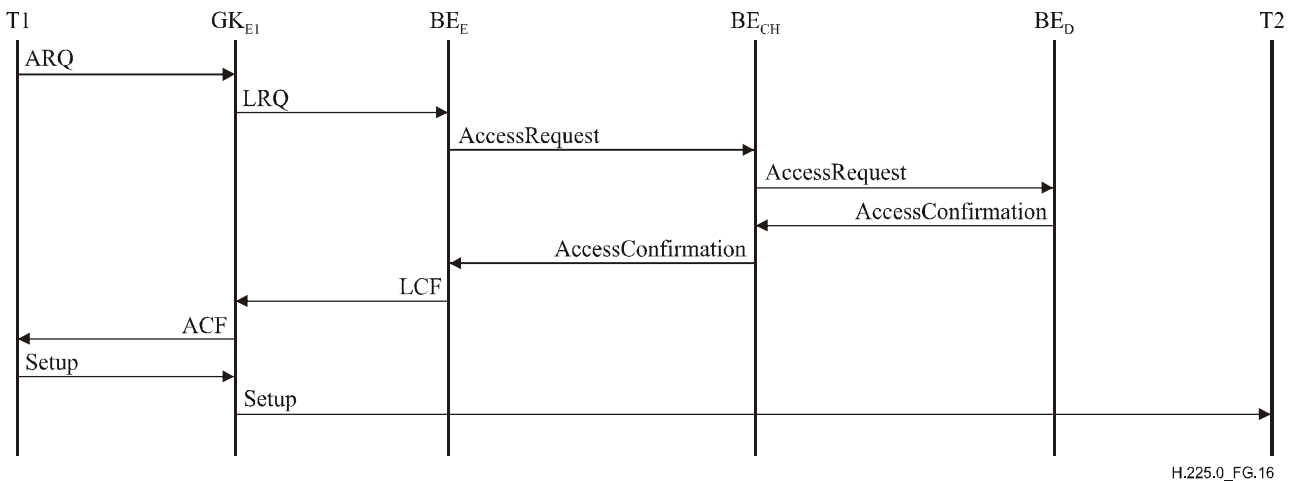 T1 GK_E1 BE_E BE_CH BE_D T2
ARQ
LRQ
AccessRequest
AccessRequest
AccessConfirmation
AccessConfirmation
LCF
ACF
Setup
Setup
H.225.0_FG.16